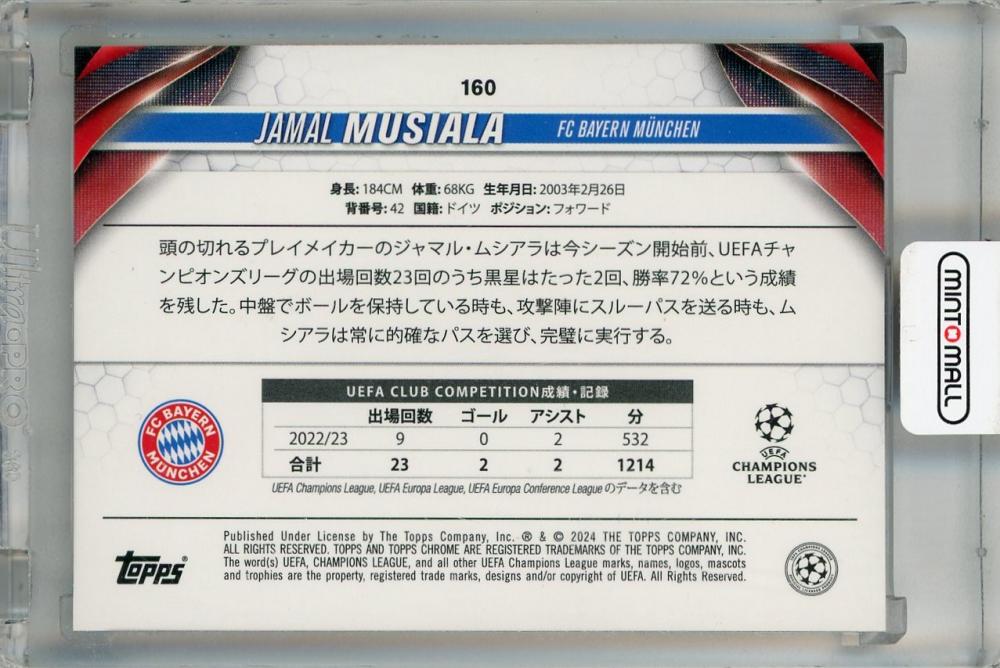 160
JAMAL MUSIALA FC BAYERN MÜNCHEN
身長: 184CM 体重: 68KG 生年月日: 2003年2月26日
背番号: 42 国籍: ドイツ ポジション: フォワード
頭の切れるプレイメイカーのジャマル・ムシアラは今シーズン開始前、UEFAチャ
ンピオンズリーグの出場回数23回のうち黒星はたった2回、勝率72%という成績
を残した。中盤でボールを保持している時も、攻撃陣にスルーパスを送る時も、ム
シアラは常に的確なパスを選び、完璧に実行する。
UEFA CLUB COMPETITION成績・記録
出場回数 ゴール アシスト 分
2022/23 9 0 2 532
合計 23 2 2 1214
UEFA Champions League, UEFA Europa League, UEFA Europa Conference League のデータを含む
FC BAYERN
MÜNCHEN
UEFA
CHAMPIONS
LEAGUE®
Published Under License by The Topps Company, Inc. ® & © 2024 THE TOPPS COMPANY, INC.
ALL RIGHTS RESERVED. TOPPS AND TOPPS CHROME ARE REGISTERED TRADEMARKS OF THE TOPPS COMPANY, INC.
The word(s) UEFA, CHAMPIONS LEAGUE, and all other UEFA Champions League marks, names, logos, mascots
and trophies are the property, registered trade marks, designs and/or copyright of UEFA. All Rights Reserved.
Topps®
MINTMALL
Ultra PRO